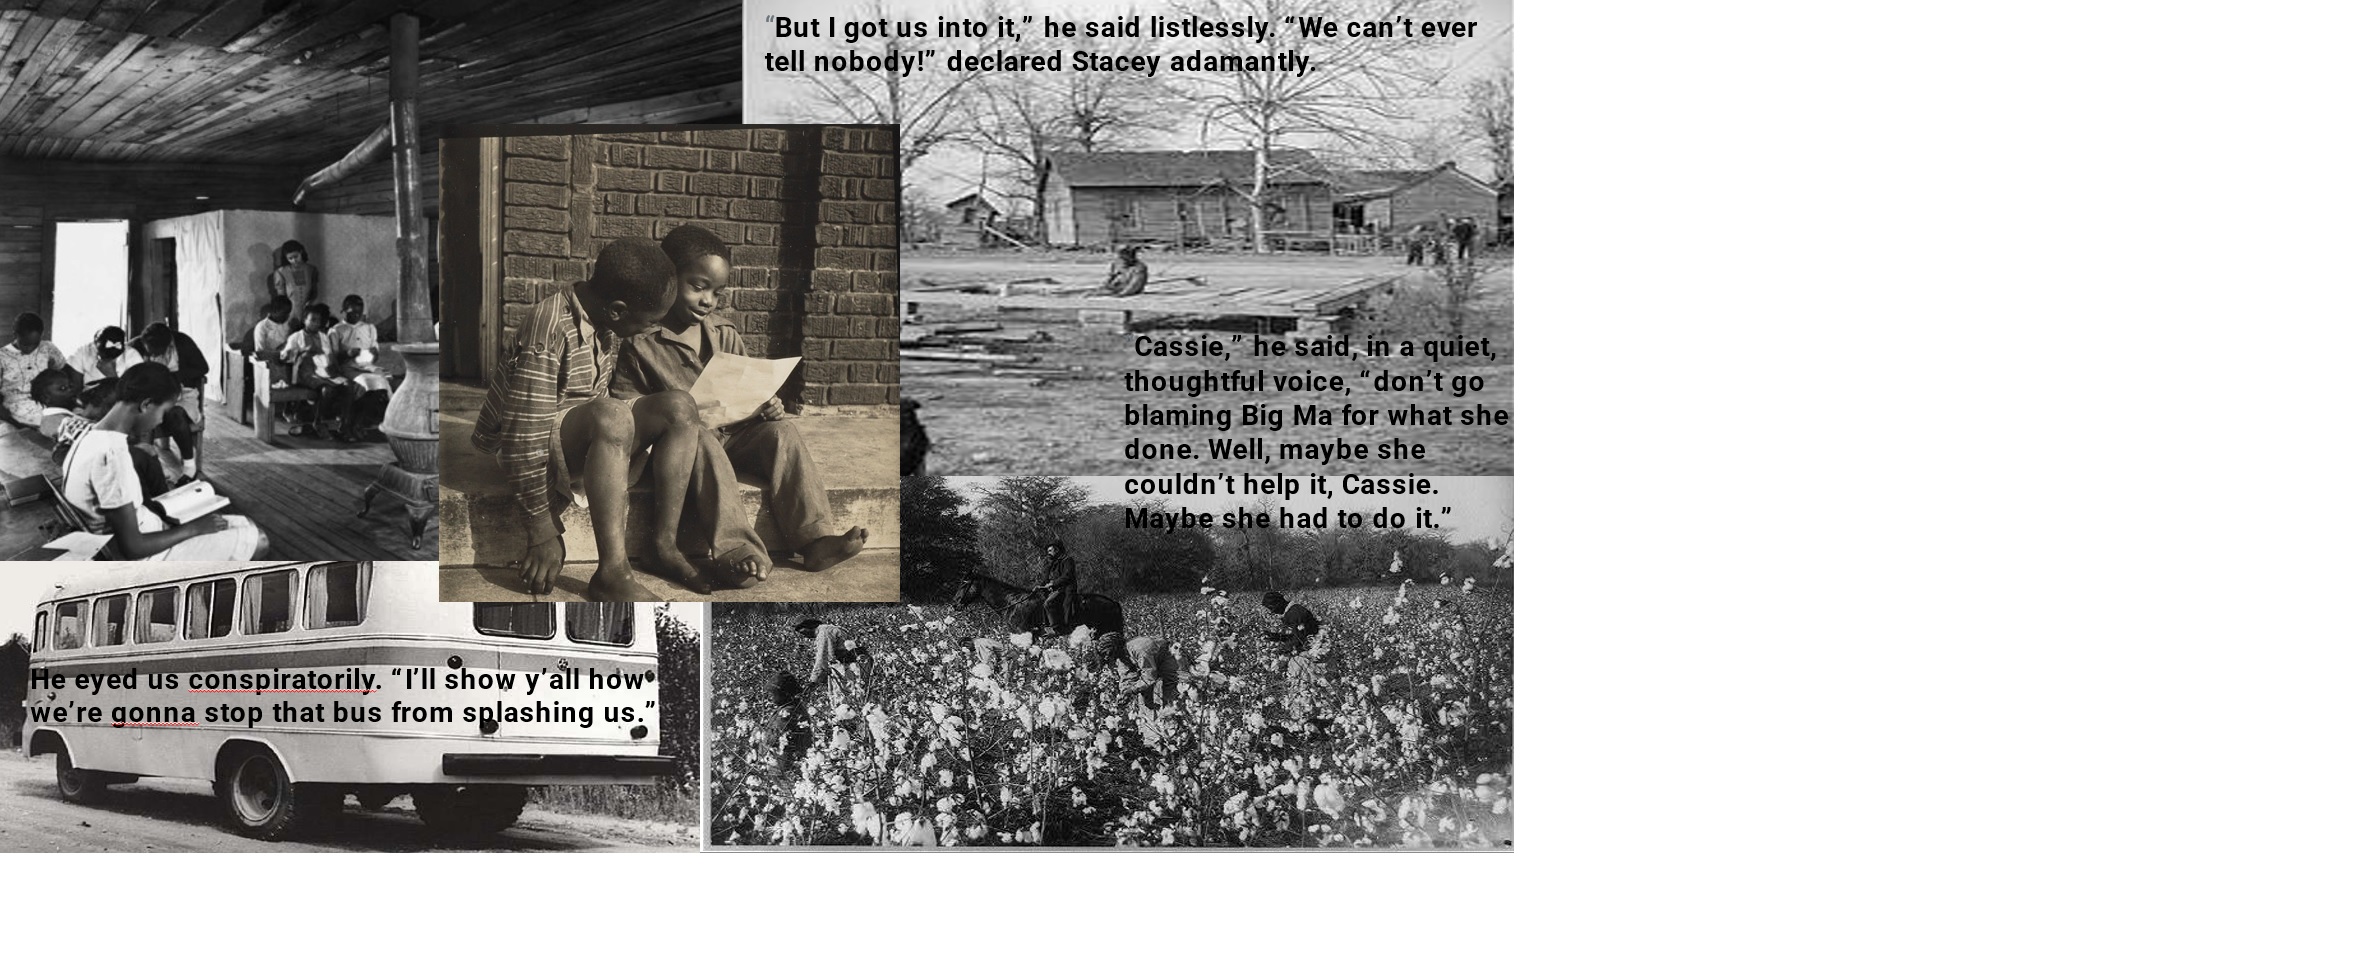 “But I got us into it,” he said listlessly. “We can’t ever
tell nobody!” declared Stacey adamantly.
Cassie,” he said, in a quiet,
thoughtful voice, “don’t go
blaming Big Ma for what she
done. Well, maybe she
couldn’t help it, Cassie.
Maybe she had to do it.”
He eyed us conspiratorily. “I’ll show y’all how
we’re gonna stop that bus from splashing us.”